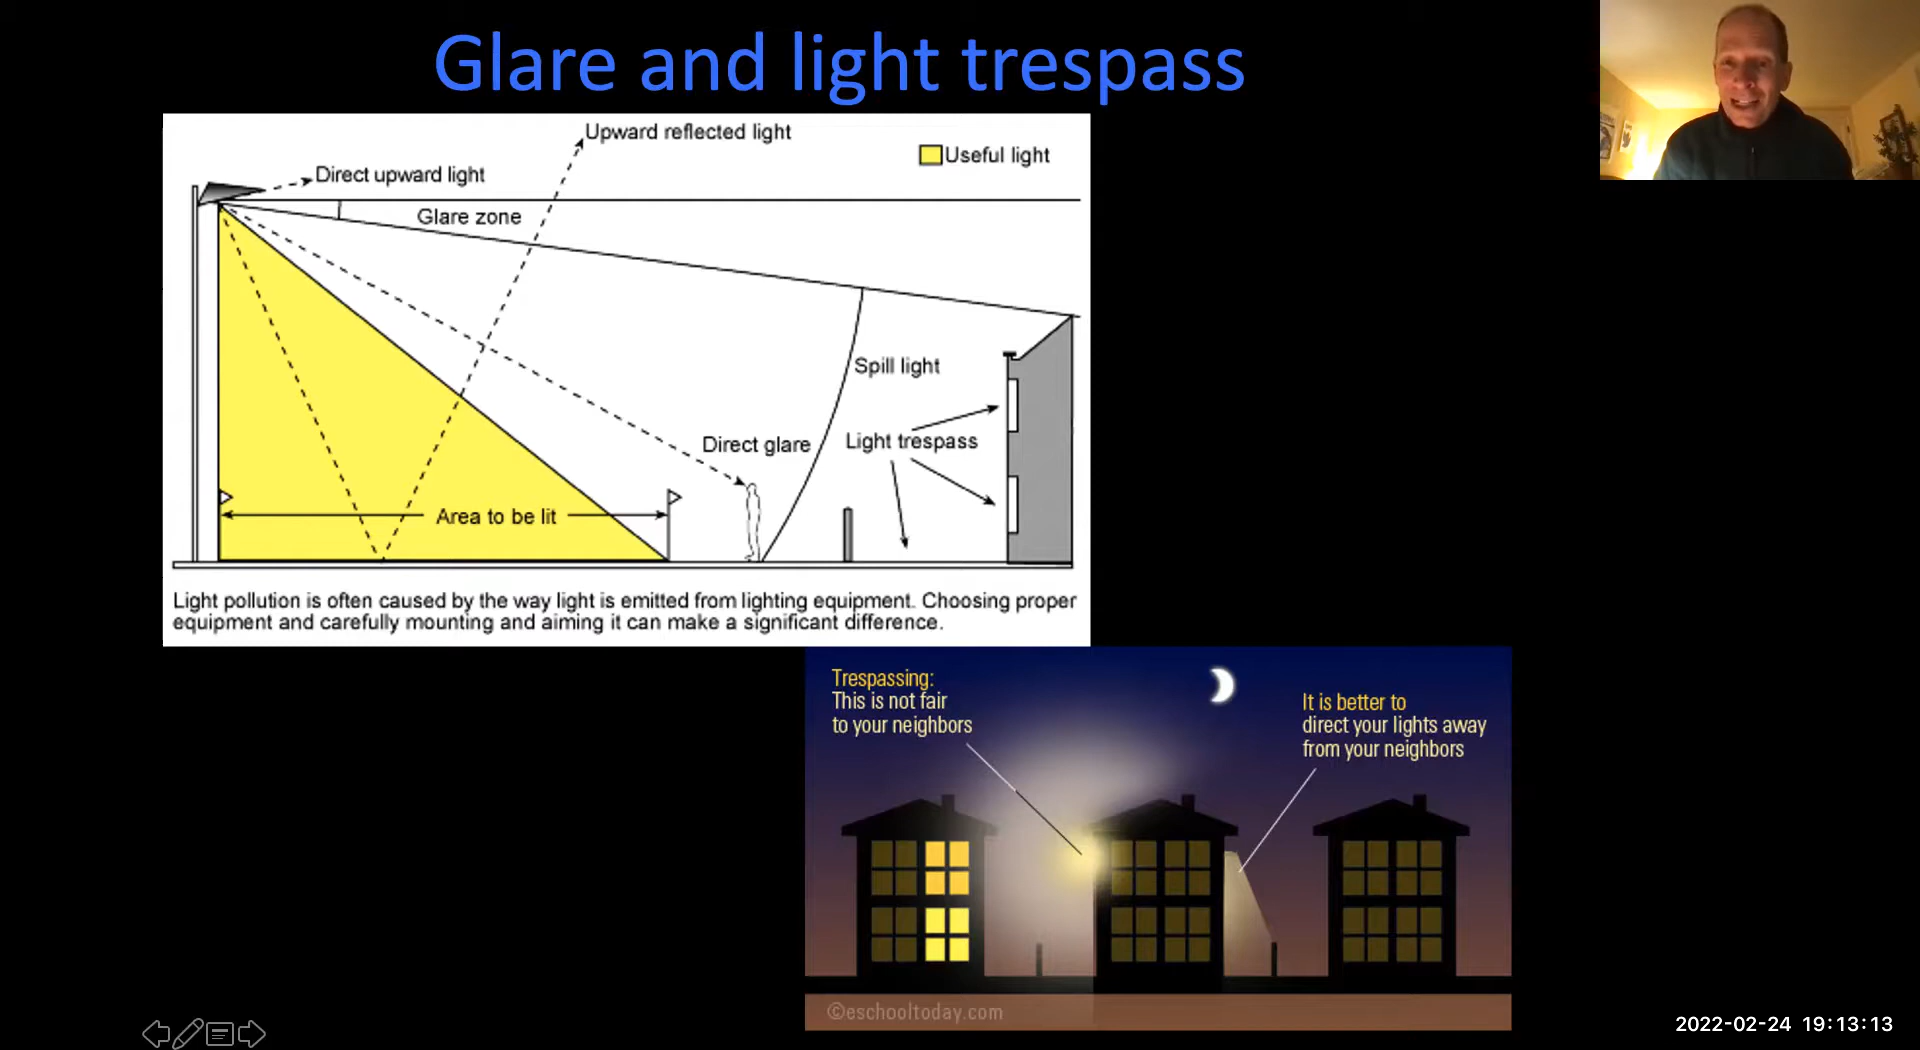 Glare and light trespass
Upward reflected light
Useful light
Direct upward light
Glare zone
Spill light
Direct glare
Light trespass
Area to be lit
Light pollution is often caused by the way light is emitted from lighting equipment. Choosing proper
equipment and carefully mounting and aiming it can make a significant difference.
Trespassing:
This is not fair
to your neighbors
It is better to
direct your lights away
from your neighbors
©eschooltoday.com
2022-02-24 19:13:13